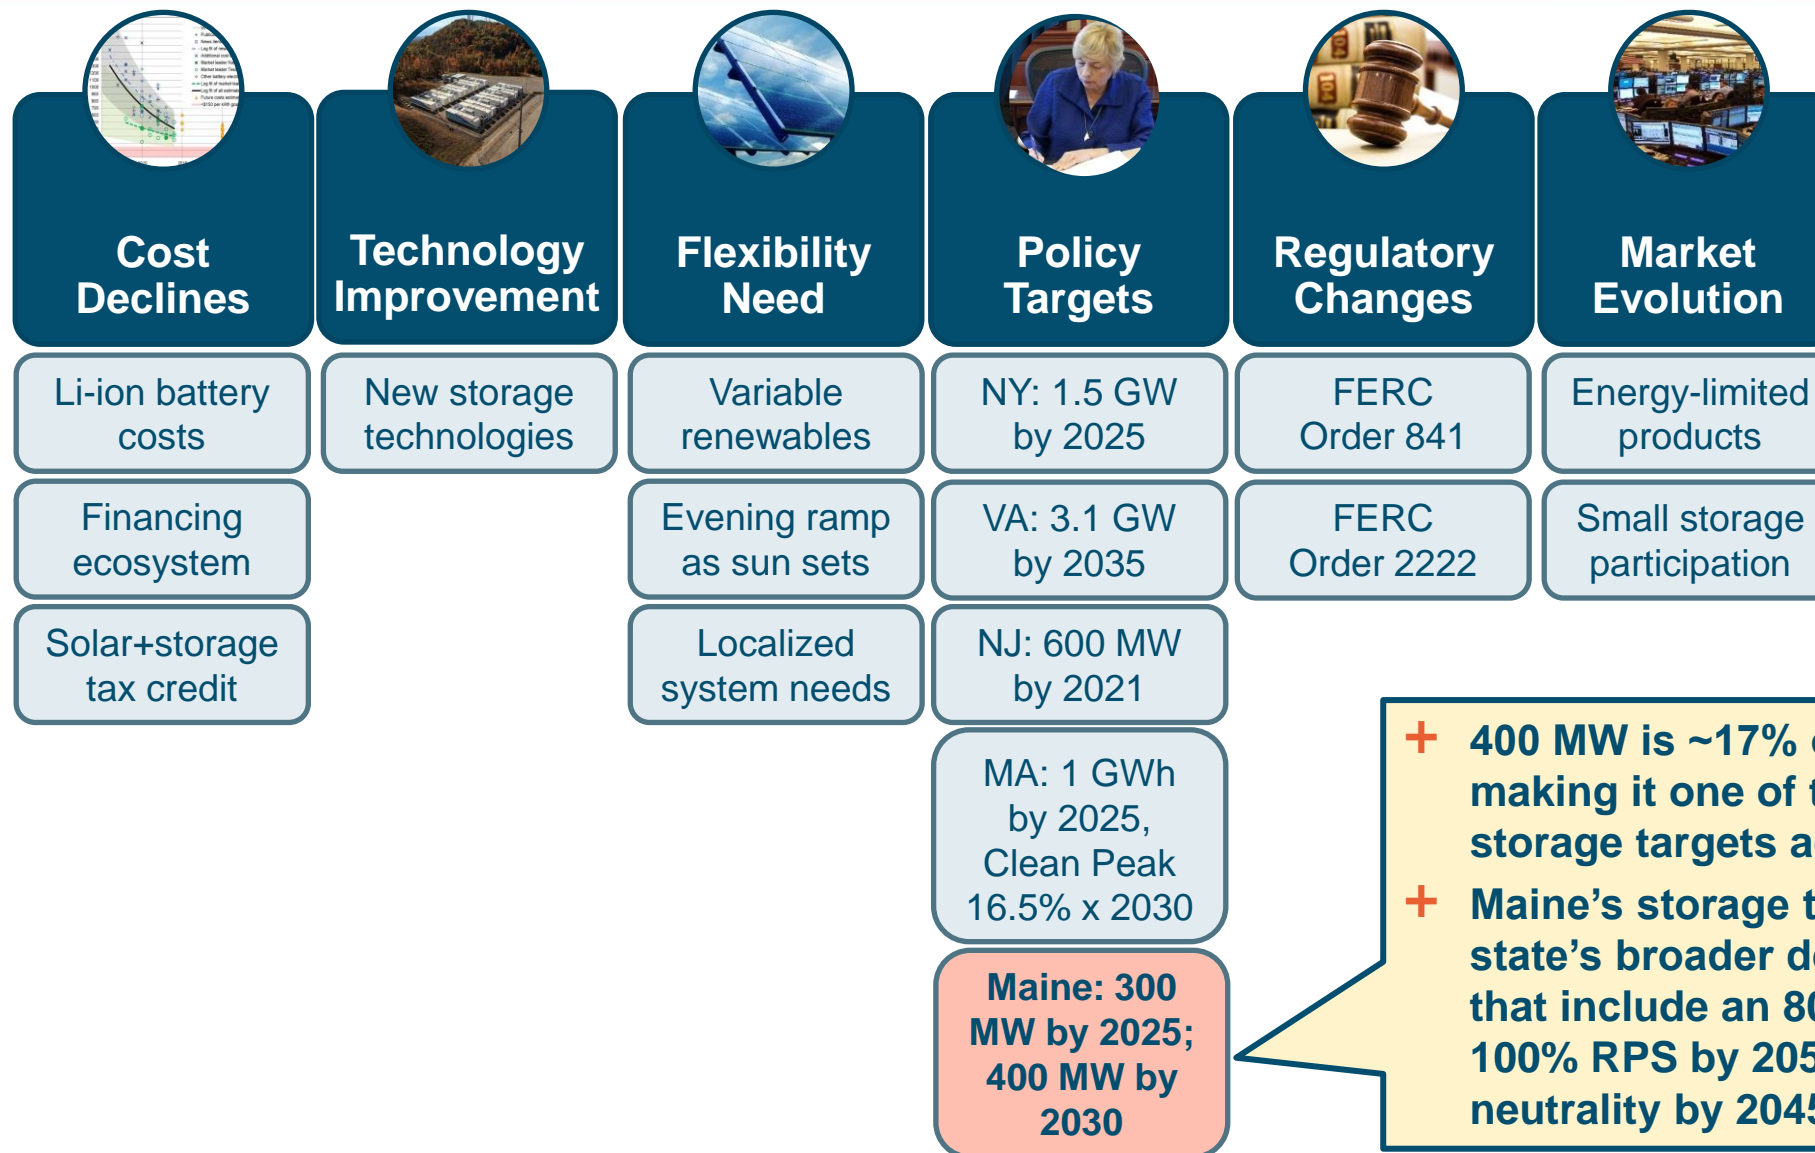 Cost
Declines
Technology
Improvement
Flexibility
Need
Policy
Targets
Regulatory
Changes
Market
Evolution
Li-ion battery
costs
Financing
ecosystem
Solar+storage
tax credit
New storage
technologies
Variable
renewables
Evening ramp
as sun sets
Localized
system needs
NY: 1.5 GW
by 2025
VA: 3.1 GW
by 2035
NJ: 600 MW
by 2021
MA: 1 GWh
by 2025,
Clean Peak
16.5% x 2030
Maine: 300
MW by 2025;
400 MW by
2030
FERC
Order 841
FERC
Order 2222
Energy-limited
products
Small storage
participation
+ 400 MW is ~17%
making it one of
storage targets
+ Maine's storage
state's broader
that include an 80
100% RPS by 205
neutrality by 2045